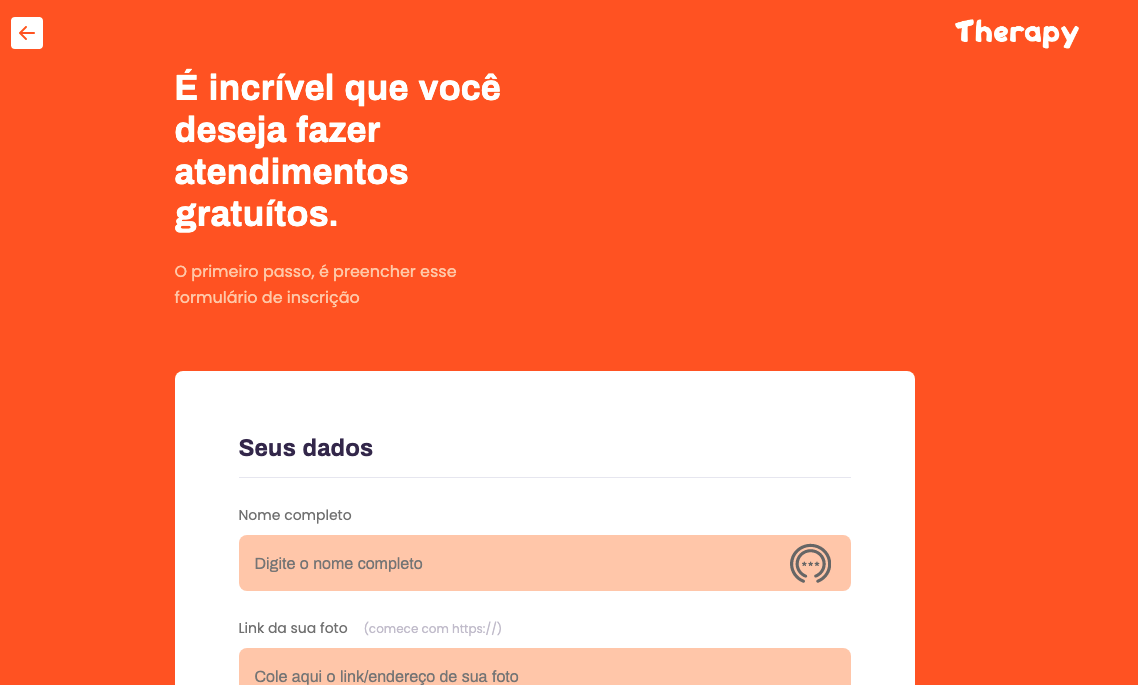 Therapy
É incrível que você
deseja fazer
atendimentos
gratuítos.
O primeiro passo, é preencher esse
formulário de inscrição
Seus dados
Nome completo
Digite o nome completo
***
Link da sua foto (comece com https://)
Cole aqui o link/endereço de sua foto